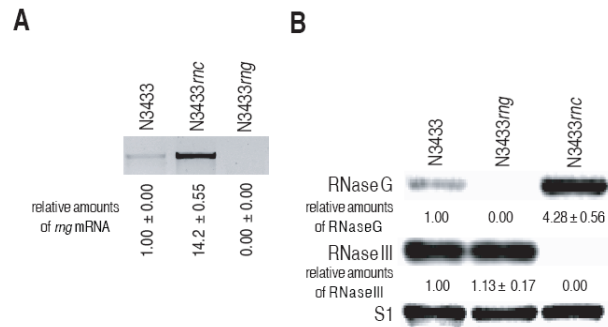 A
N3433
N3433rnc
N3433rng
relative amounts
of rng mRNA
1.00 ± 0.00
14.2 ± 0.55
0.00 ± 0.00
B
N3433
N3433rng
N3433rnc
RNase G
relative amounts
of RNaseG
1.00
0.00
4.28 ± 0.56
RNase III
relative amounts
of RNaseIII
1.00
1.13 ± 0.17
0.00
S1